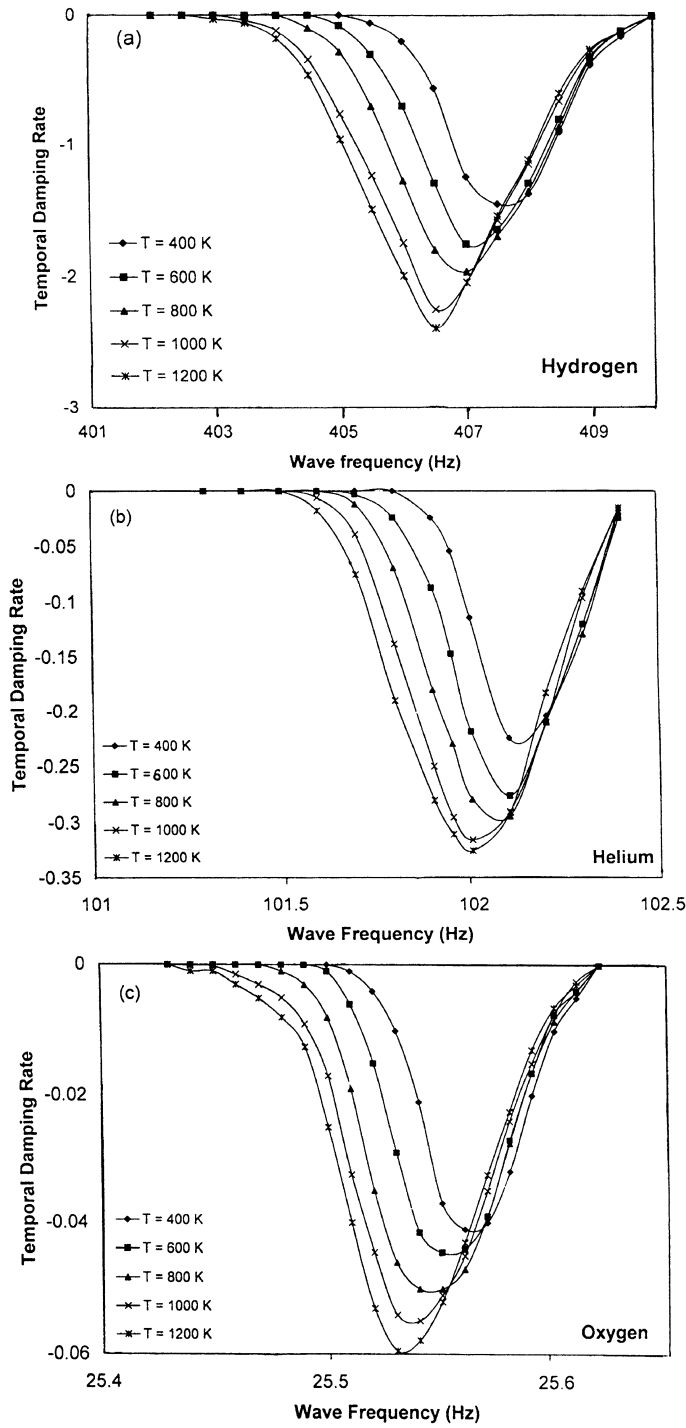 (a)
0
-1
-2
-3
Temporal Damping Rate
T = 400 K
T = 600 K
T = 800 K
T = 1000 K
T = 1200 K
Hydrogen
401 403 405 407 409
Wave frequency (Hz)
(b)
0
-0.05
-0.1
-0.15
-0.2
-0.25
-0.3
-0.35
Temporal Damping Rate
T = 400 K
T = 600 K
T = 800 K
T = 1000 K
T = 1200 K
Helium
101 101.5 102 102.5
Wave Frequency (Hz)
(c)
0
-0.02
-0.04
-0.06
Temporal Damping Rate
T = 400 K
T = 600 K
T = 800 K
T = 1000 K
T = 1200 K
Oxygen
25.4 25.5 25.6
Wave Frequency (Hz)